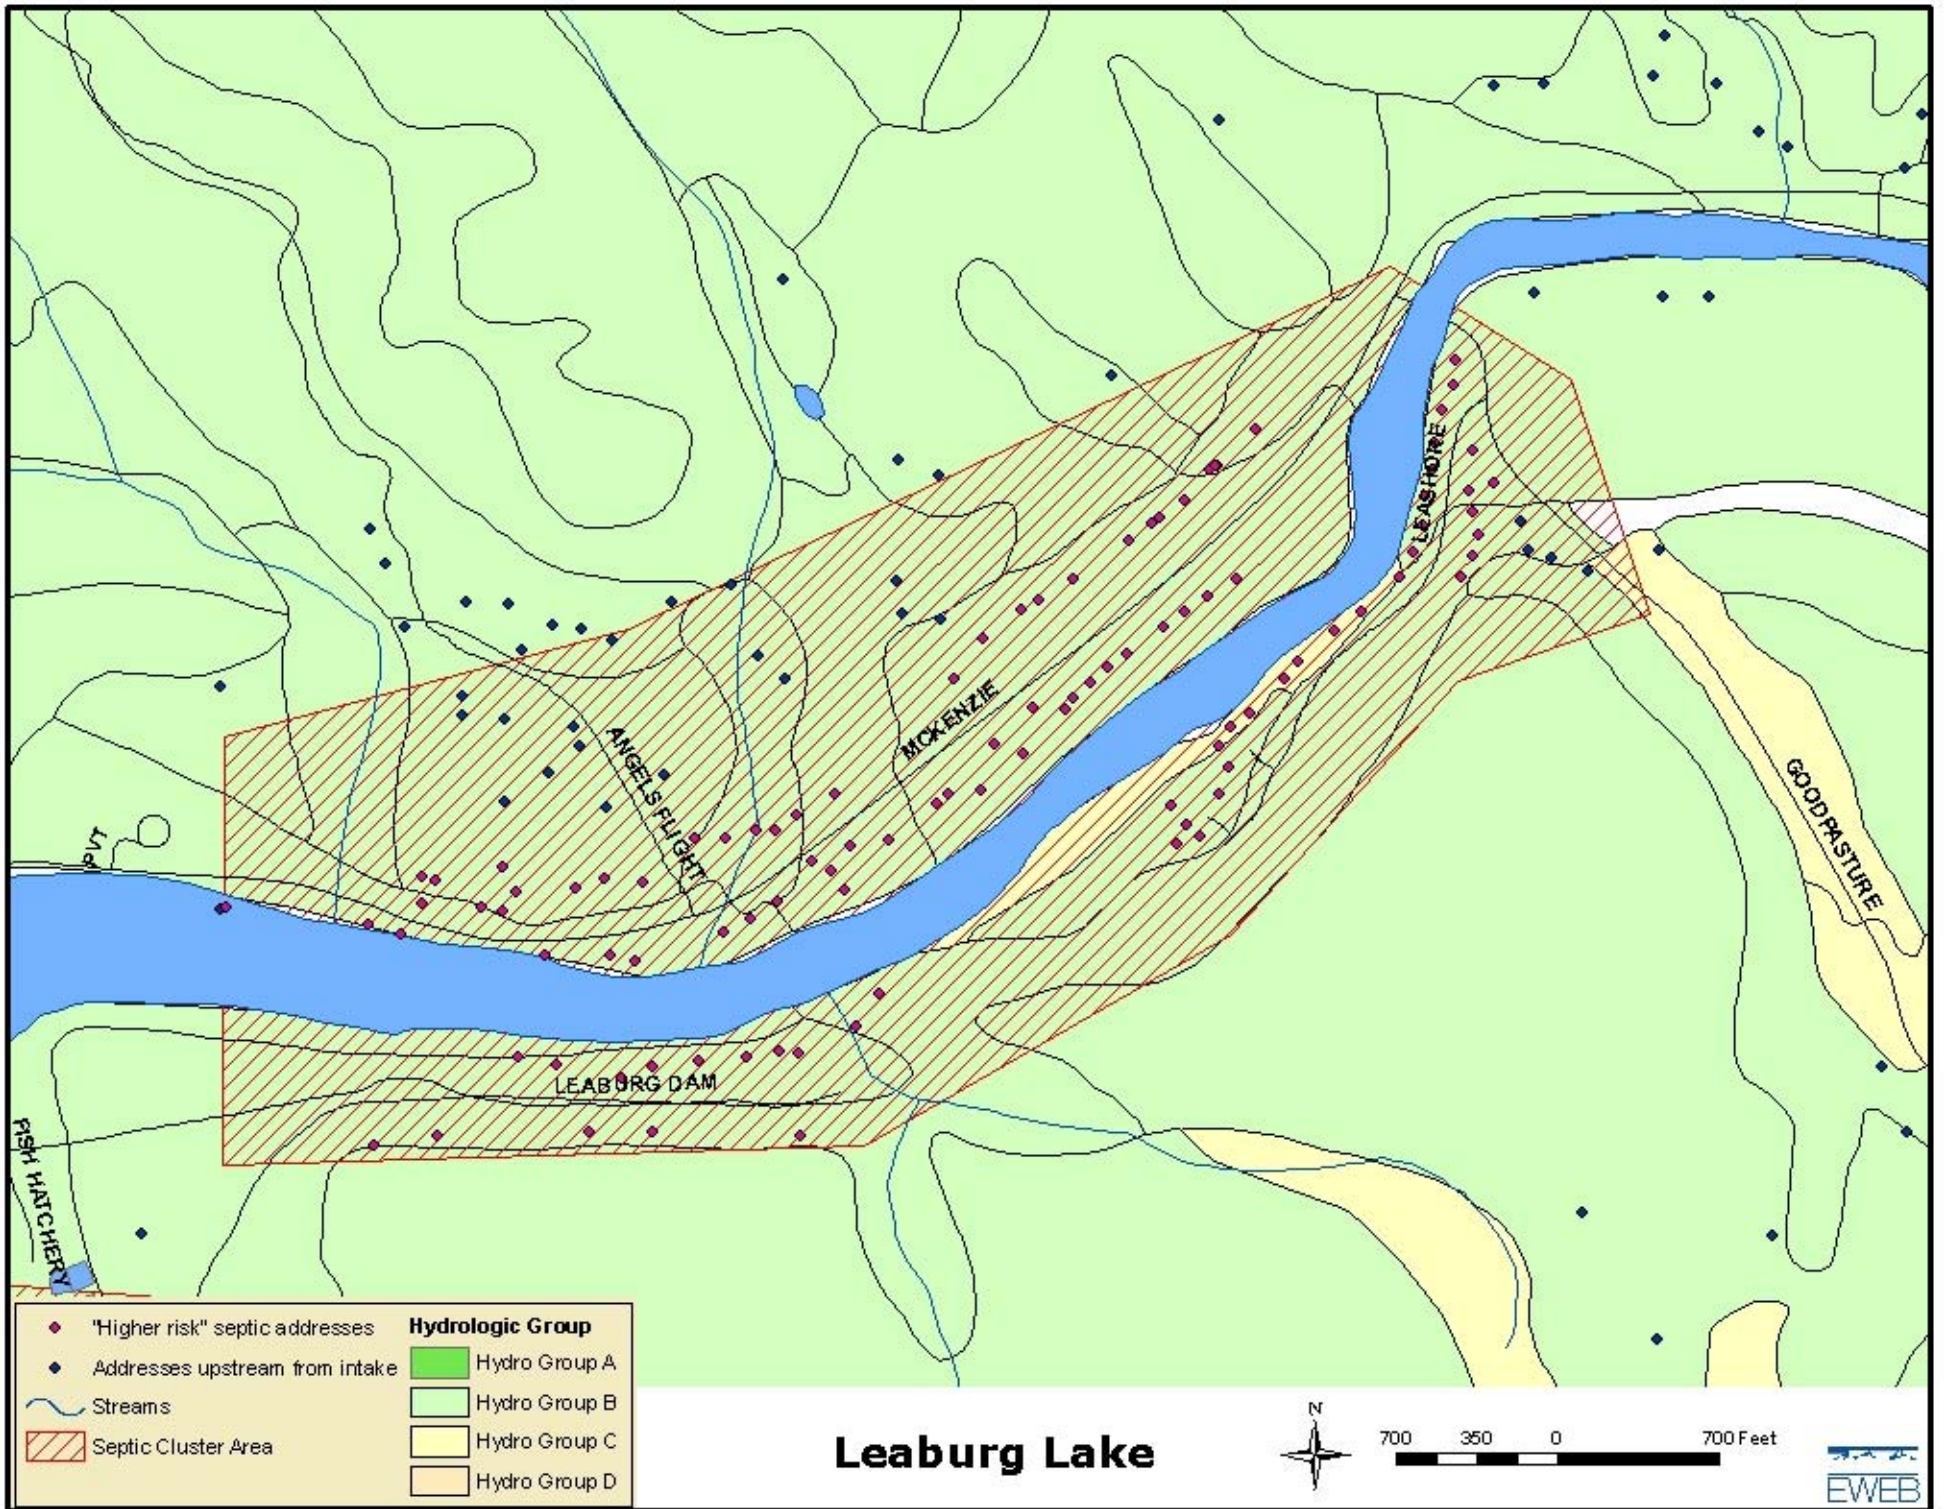 LEASHORE
MCKENZIE
ANGELS FLIGHT
GOODPASTURE
PVT
LEABURG DAM
FISH HATCHERY
"Higher risk" septic addresses
Addresses upstream from intake
Streams
Septic Cluster Area
Hydrologic Group
Hydro Group A
Hydro Group B
Hydro Group C
Hydro Group D
Leaburg Lake
N
700 350 0 700 Feet
EWEB